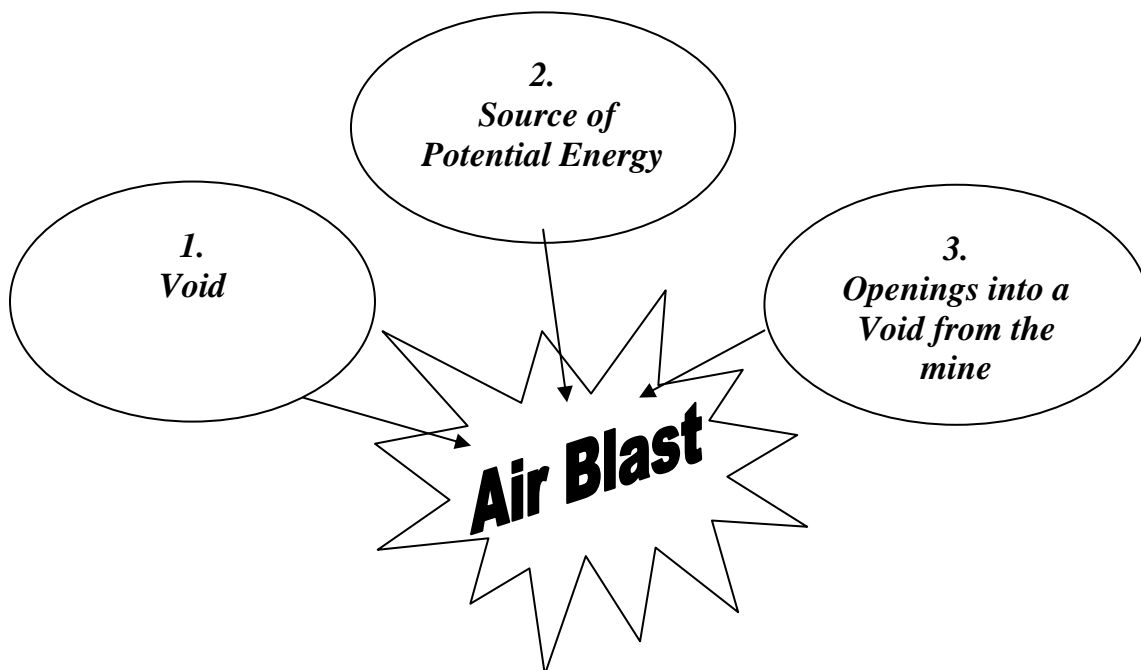 1.
Void
2.
Source of
Potential Energy
3.
Openings into a
Void from the
mine
Air Blast